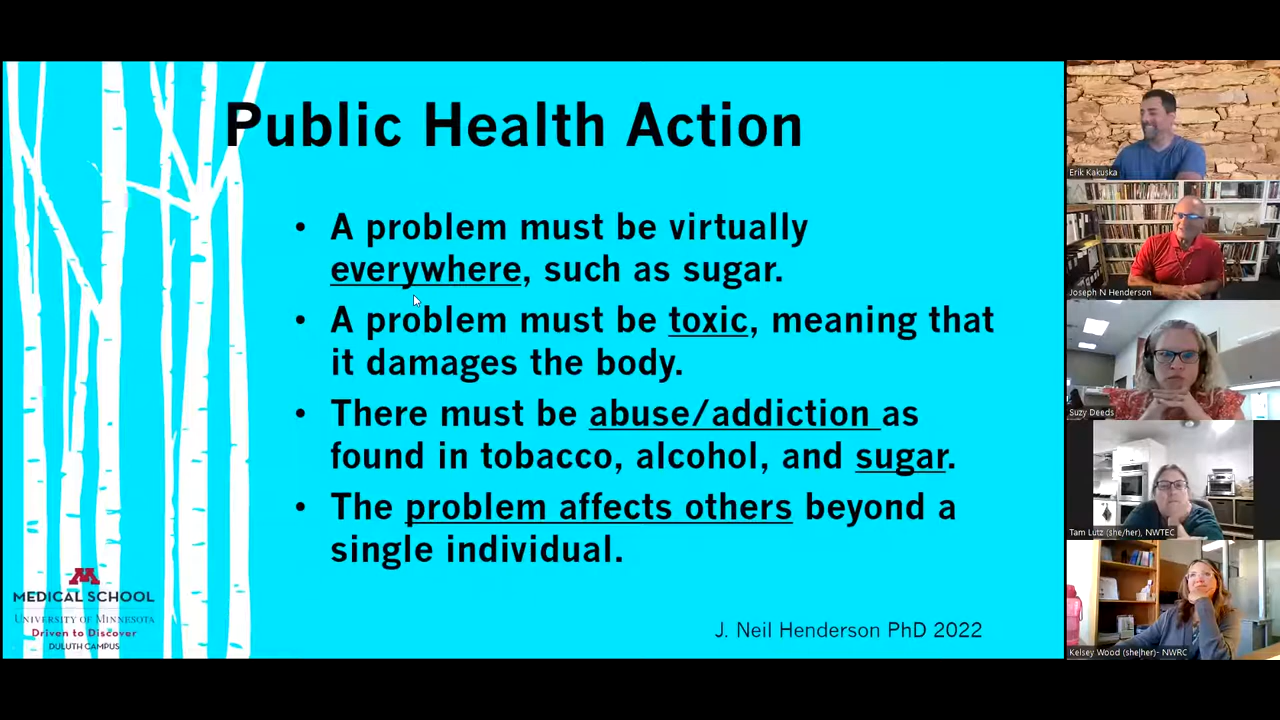 Public Health Action
• A problem must be virtually
everywhere, such as sugar.
• A problem must be toxic, meaning that
it damages the body.
• There must be abuse/addiction as
found in tobacco, alcohol, and sugar.
• The problem affects others beyond a
single individual.
J. Neil Henderson PhD 2022
M
MEDICAL SCHOOL
UNIVERSITY OF MINNESOTA
Driven to Discover
DULUTH CAMPUS
Erik Kakuska
Joseph N Henderson
Suzy Deeds
Tam Lutz (she/her), NWTEC
Kelsey Wood (she|her)- NWRC